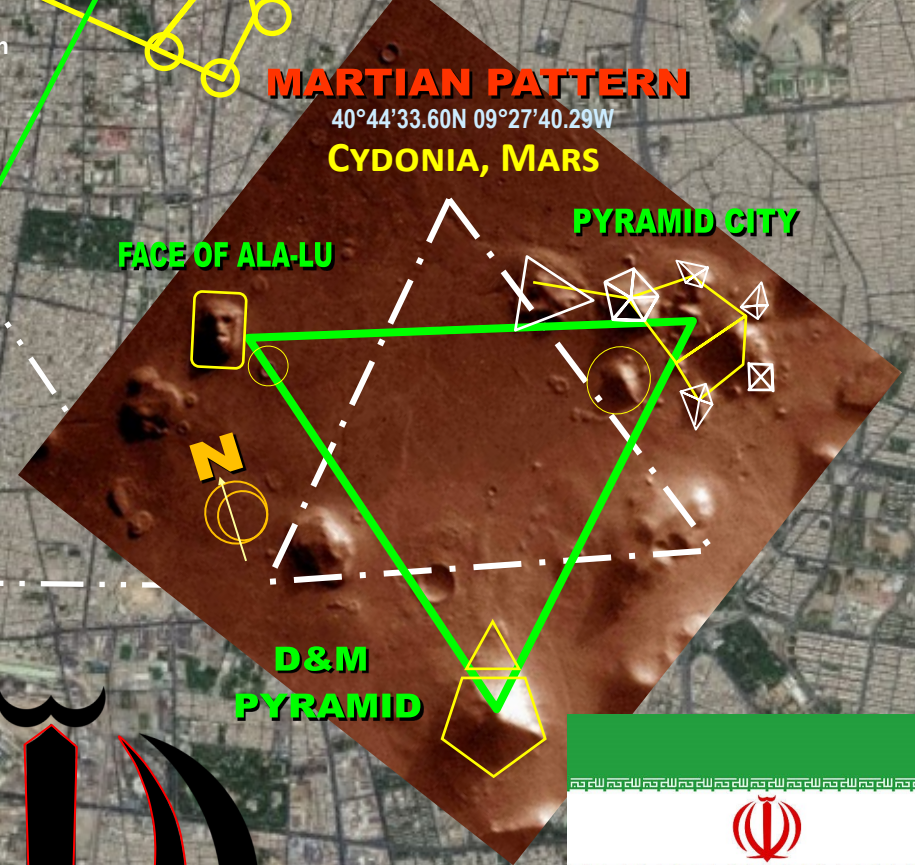 n
MARTIAN PATTERN
40°44'33.60N 09°27'40.29W
CYDONIA, MARS
PYRAMID CITY
FACE OF ALA-LU
N
D&M
PYRAMID